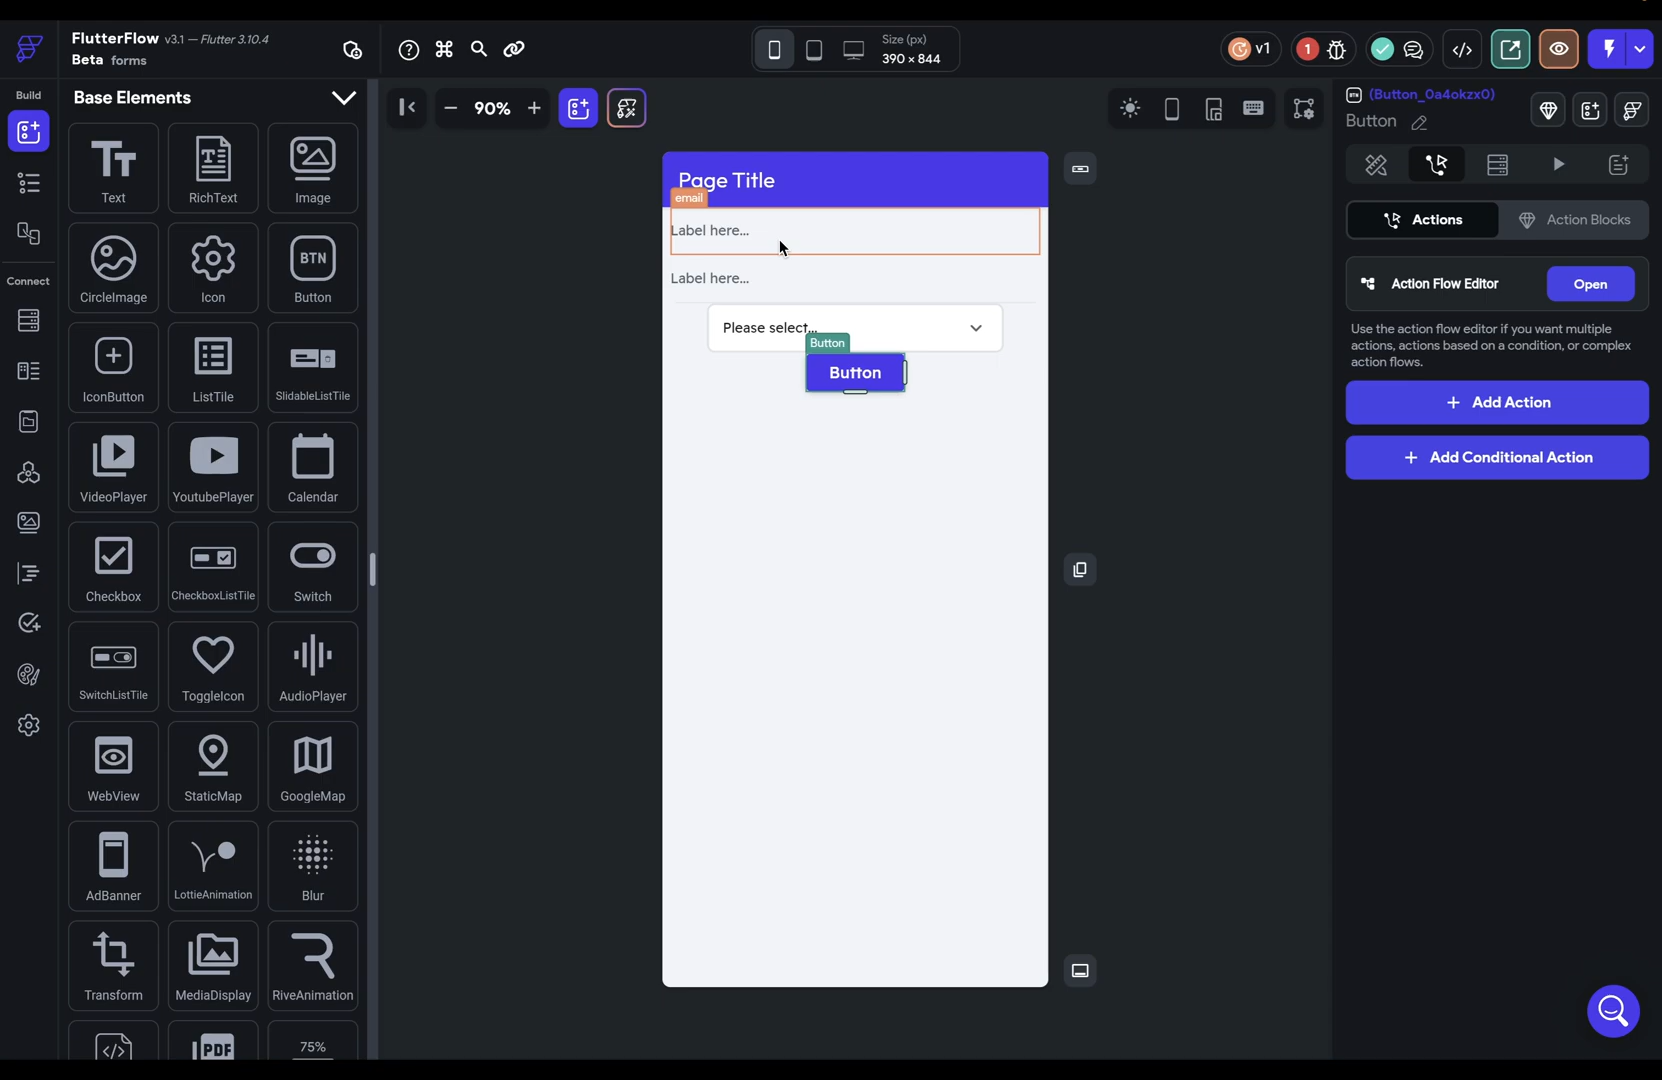 FlutterFlow v3.1 – Flutter 3.10.4
Beta forms
Size (px)
390 × 844
v1
1
Build
Connect
Base Elements
Tt
Text
RichText
Image
CircleImage
Icon
BTN
Button
IconButton
ListTile
SlidableListTile
VideoPlayer
YoutubePlayer
Calendar
Checkbox
CheckboxListTile
Switch
SwitchListTile
ToggleIcon
AudioPlayer
WebView
StaticMap
GoogleMap
AdBanner
LottieAnimation
Blur
Transform
MediaDisplay
RiveAnimation
PDF
75%
90%
Page Title
email
Label here...
Label here...
Please select...
Button
Button
BTN
(Button_0a4okzx0)
Button
Actions
Action Blocks
Action Flow Editor
Open
Use the action flow editor if you want multiple
actions, actions based on a condition, or complex
action flows.
+ Add Action
+ Add Conditional Action